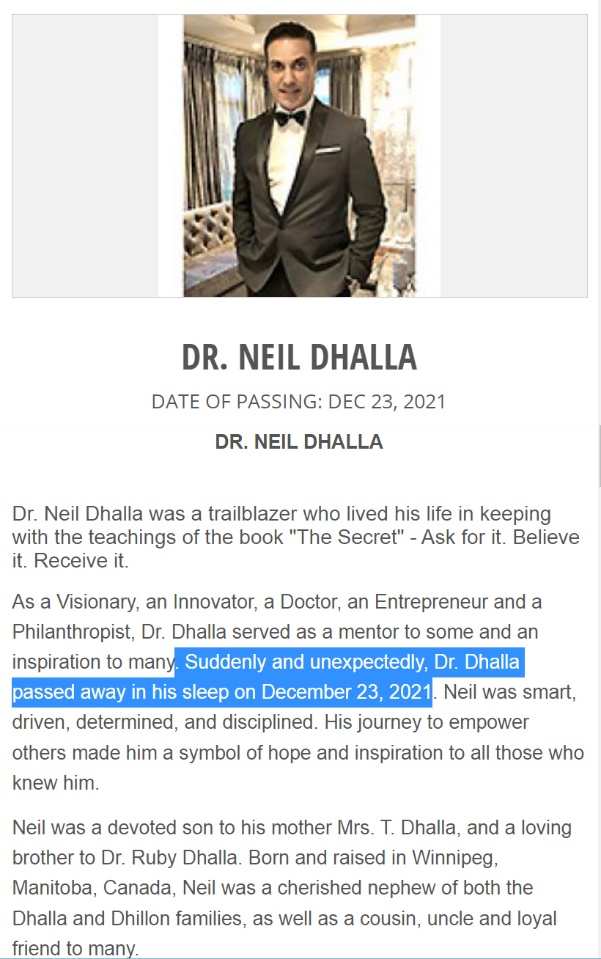 DR. NEIL DHALLA
DATE OF PASSING: DEC 23, 2021
DR. NEIL DHALLA
Dr. Neil Dhalla was a trailblazer who lived his life in keeping
with the teachings of the book "The Secret" - Ask for it. Believe
it. Receive it.
As a Visionary, an Innovator, a Doctor, an Entrepreneur and a
Philanthropist, Dr. Dhalla served as a mentor to some and an
inspiration to many. Suddenly and unexpectedly, Dr. Dhalla
passed away in his sleep on December 23, 2021. Neil was smart,
driven, determined, and disciplined. His journey to empower
others made him a symbol of hope and inspiration to all those who
knew him.
Neil was a devoted son to his mother Mrs. T. Dhalla, and a loving
brother to Dr. Ruby Dhalla. Born and raised in Winnipeg,
Manitoba, Canada, Neil was a cherished nephew of both the
Dhalla and Dhillon families, as well as a cousin, uncle and loyal
friend to many.